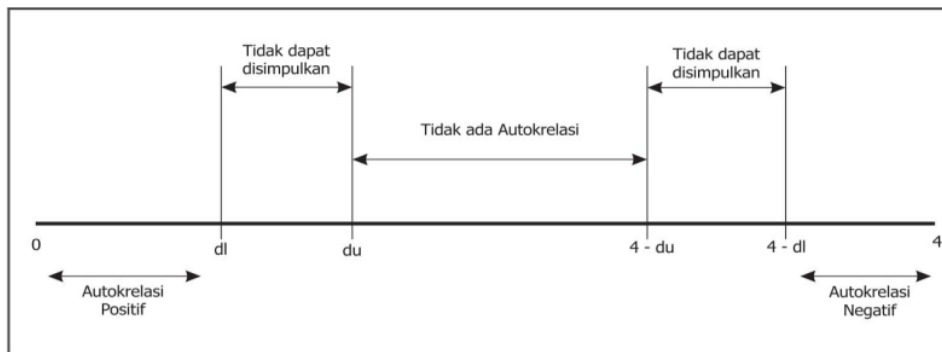 Tidak dapat
disimpulkan
Tidak dapat
disimpulkan
Tidak ada Autokrelasi
0
dl
du
4 - du
4 - dl
4
Autokrelasi
Positif
Autokrelasi
Negatif